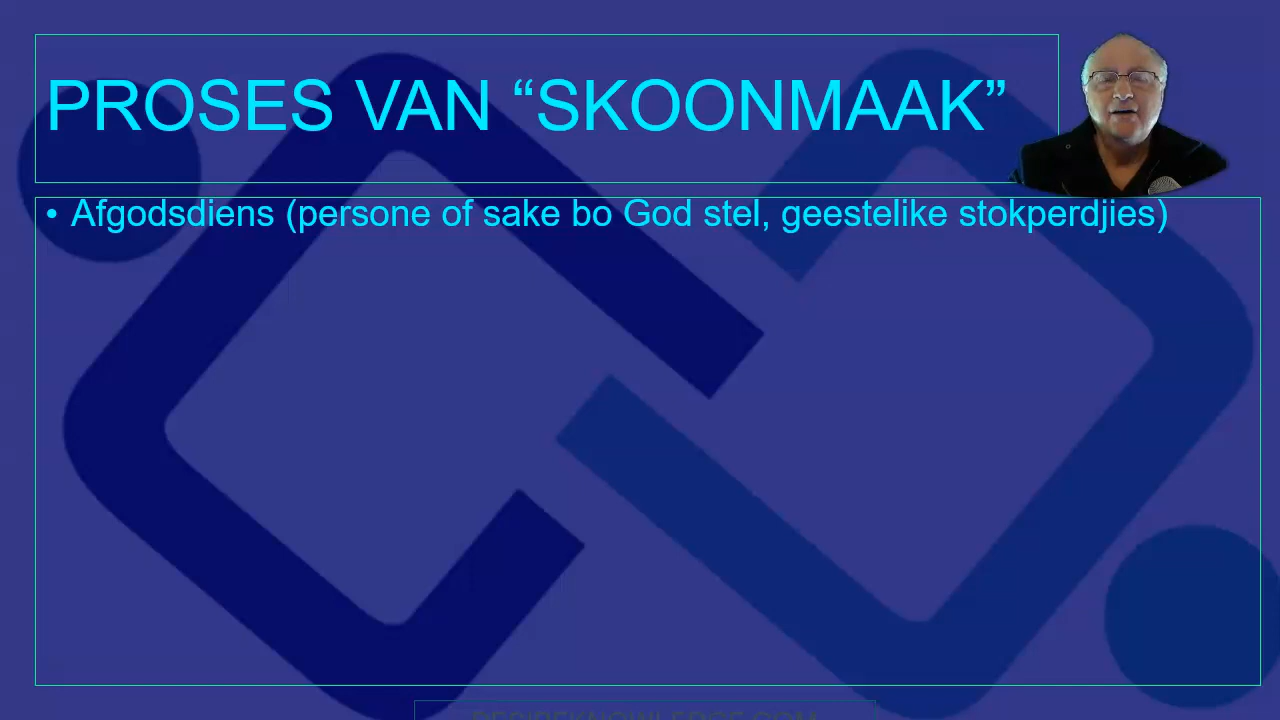 PROSES VAN “SKOONMAAK”
• Afgodsdiens (persone of sake bo God stel, geestelike stokperdjies)